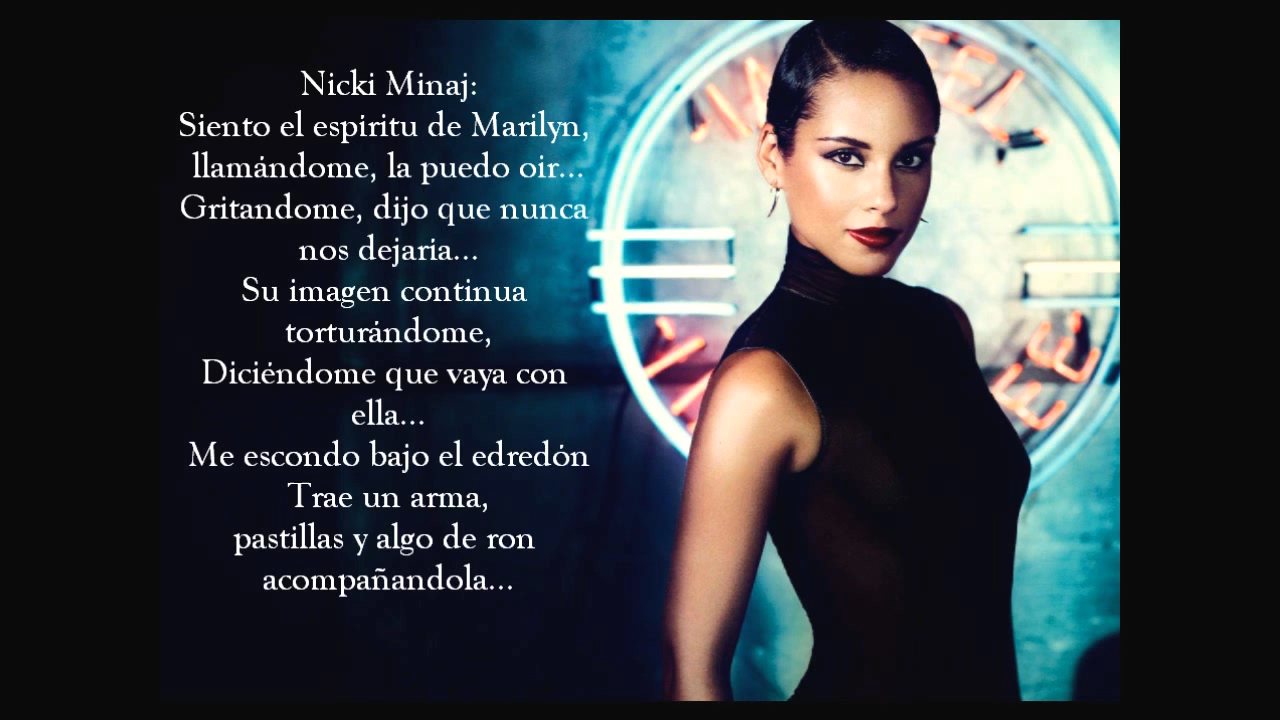 Nicki Minaj:
Siento el espiritu de Marilyn,
llamándome, la puedo oir...
Gritandome, dijo que nunca
nos dejaria...
Su imagen continua
torturándome,
Diciéndome que vaya con
ella...
Me escondo bajo el edredón
Trae un arma,
pastillas y algo de ron
acompañandola...